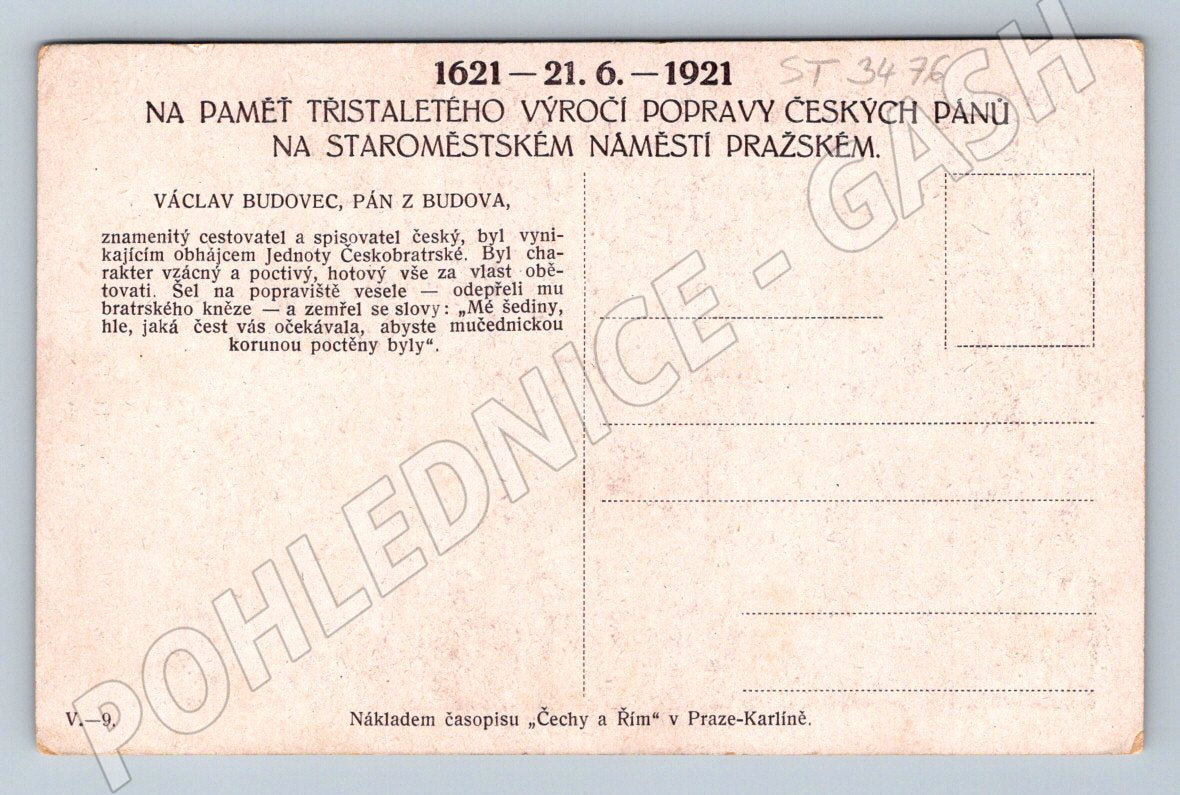 1621 — 21. 6. — 1921
ST 3476
NA PAMĚŤ TŘISTALETÉHO VÝROČÍ POPRAVY ČESKÝCH PÁNŮ
NA STAROMĚSTSKÉM NÁMĚSTÍ PRAŽSKÉM.
VÁCLAV BUDOVEC, PÁN Z BUDOVA,
znamenitý cestovatel a spisovatel český, byl vyni-
kajícím obhájcem Jednoty Českobratrské. Byl cha-
rakter vzácný a poctivý, hotový vše za vlast obě-
tovati. Šel na popraviště vesele — odepřeli mu
bratrského kněze — a zemřel se slovy: „Mé šediny,
hle, jaká čest vás očekávala, abyste mučednickou
korunou poctěny byly“.
V.—9.
Nákladem časopisu „Čechy a Řím“ v Praze-Karlíně.
POHLEDNICE - GASH